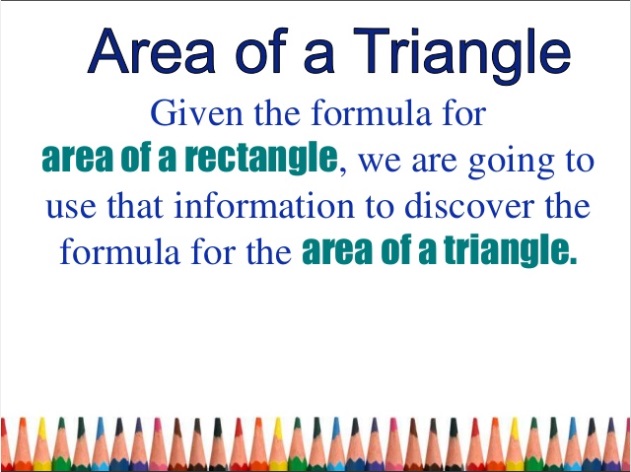 Area of a Triangle
Given the formula for
area of a rectangle, we are going to
use that information to discover the
formula for the area of a triangle.